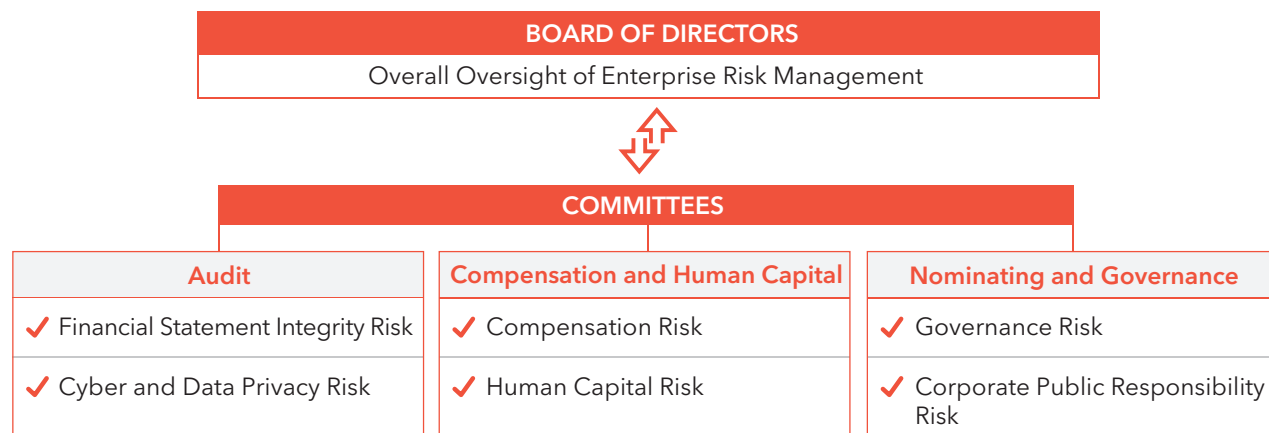 BOARD OF DIRECTORS
Overall Oversight of Enterprise Risk Management
COMMITTEES
Audit
Financial Statement Integrity Risk
Cyber and Data Privacy Risk
Compensation and Human Capital
Compensation Risk
Human Capital Risk
Nominating and Governance
Governance Risk
Corporate Public Responsibility
Risk